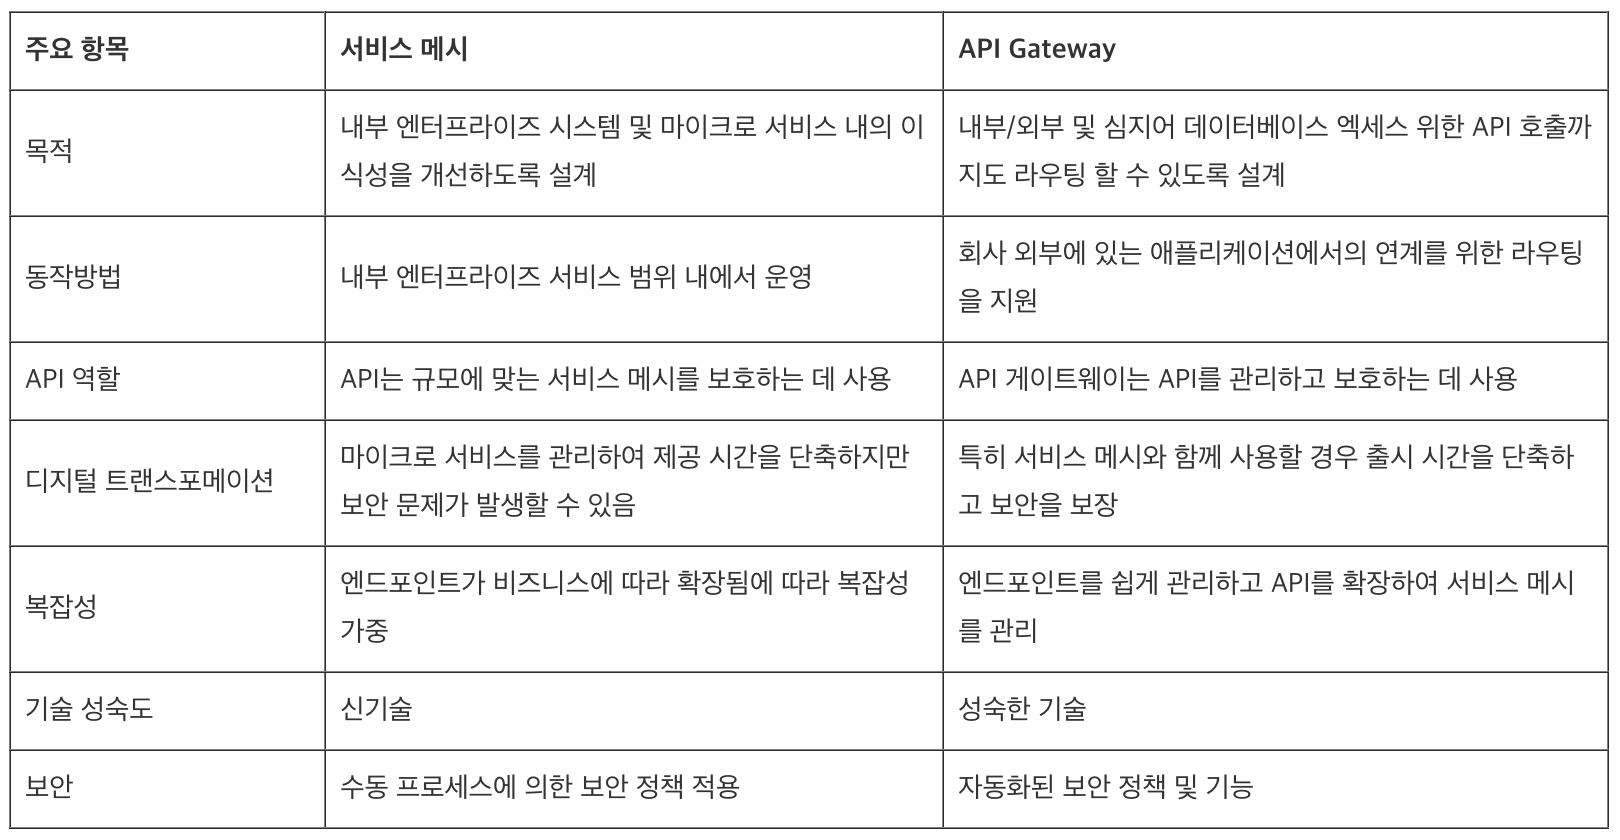 주요 항목
서비스 메시
API Gateway
목적
내부 엔터프라이즈 시스템 및 마이크로 서비스 내의 이
식성을 개선하도록 설계
내부/외부 및 심지어 데이터베이스 엑세스 위한 API 호출까
지도 라우팅 할 수 있도록 설계
동작방법
내부 엔터프라이즈 서비스 범위 내에서 운영
회사 외부에 있는 애플리케이션에서의 연계를 위한 라우팅
을 지원
API 역할
API는 규모에 맞는 서비스 메시를 보호하는 데 사용
API 게이트웨이는 API를 관리하고 보호하는 데 사용
디지털 트랜스포메이션
마이크로 서비스를 관리하여 제공 시간을 단축하지만
보안 문제가 발생할 수 있음
특히 서비스 메시와 함께 사용할 경우 출시 시간을 단축하
고 보안을 보장
복잡성
엔드포인트가 비즈니스에 따라 확장됨에 따라 복잡성
가중
엔드포인트를 쉽게 관리하고 API를 확장하여 서비스 메시
를 관리
기술 성숙도
신기술
성숙한 기술
보안
수동 프로세스에 의한 보안 정책 적용
자동화된 보안 정책 및 기능